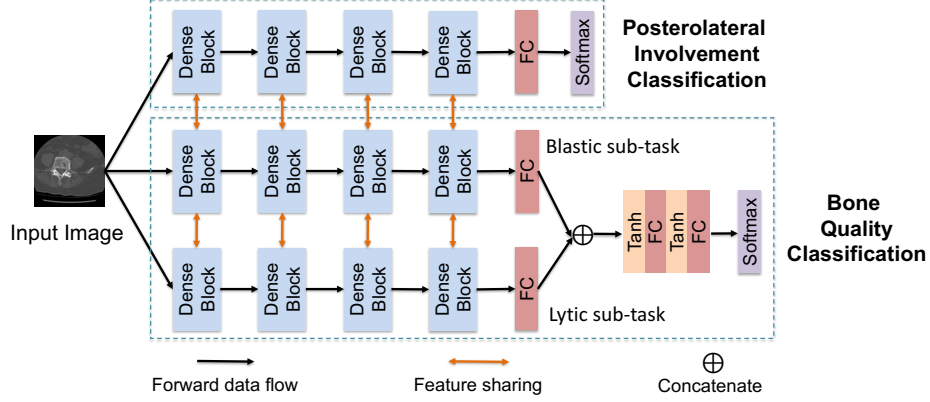 Dense Block
Dense Block
Dense Block
Dense Block
FC
Softmax
Posterolateral
Involvement
Classification
Input Image
Dense Block
Dense Block
Dense Block
Dense Block
FC
Blastic sub-task
Dense Block
Dense Block
Dense Block
Dense Block
FC
Lytic sub-task
Tanh
FC
Tanh
FC
Softmax
Bone
Quality
Classification
Forward data flow
Feature sharing
Concatenate